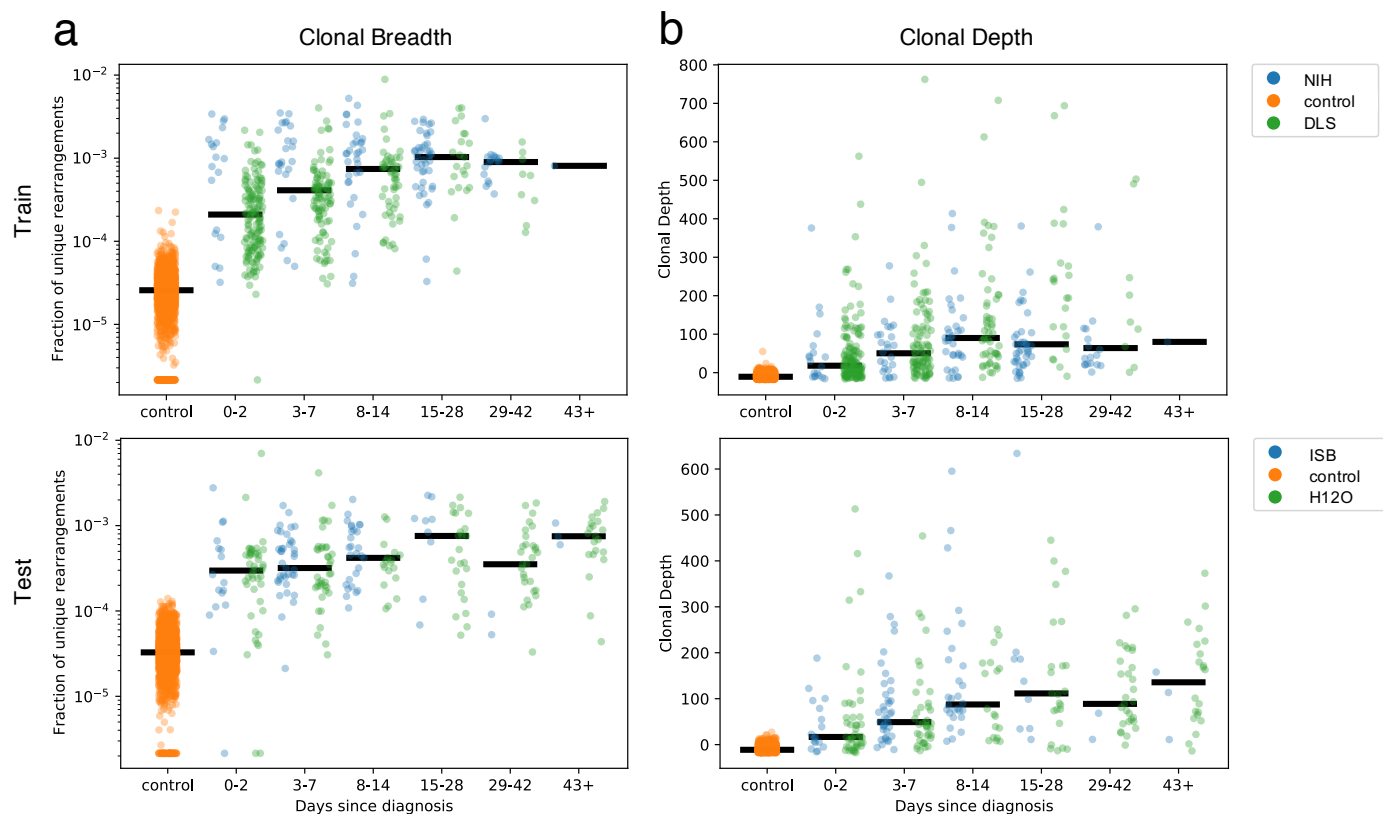 a
Clonal Breadth
b
Clonal Depth
Train
Fraction of unique rearrangements
10⁻²
10⁻³
10⁻⁴
10⁻⁵
control 0-2 3-7 8-14 15-28 29-42 43+
Clonal Depth
800
700
600
500
400
300
200
100
0
control 0-2 3-7 8-14 15-28 29-42 43+
NIH
control
DLS
Test
Fraction of unique rearrangements
10⁻²
10⁻³
10⁻⁴
10⁻⁵
control 0-2 3-7 8-14 15-28 29-42 43+
Days since diagnosis
Clonal Depth
600
500
400
300
200
100
0
control 0-2 3-7 8-14 15-28 29-42 43+
Days since diagnosis
ISB
control
H12O